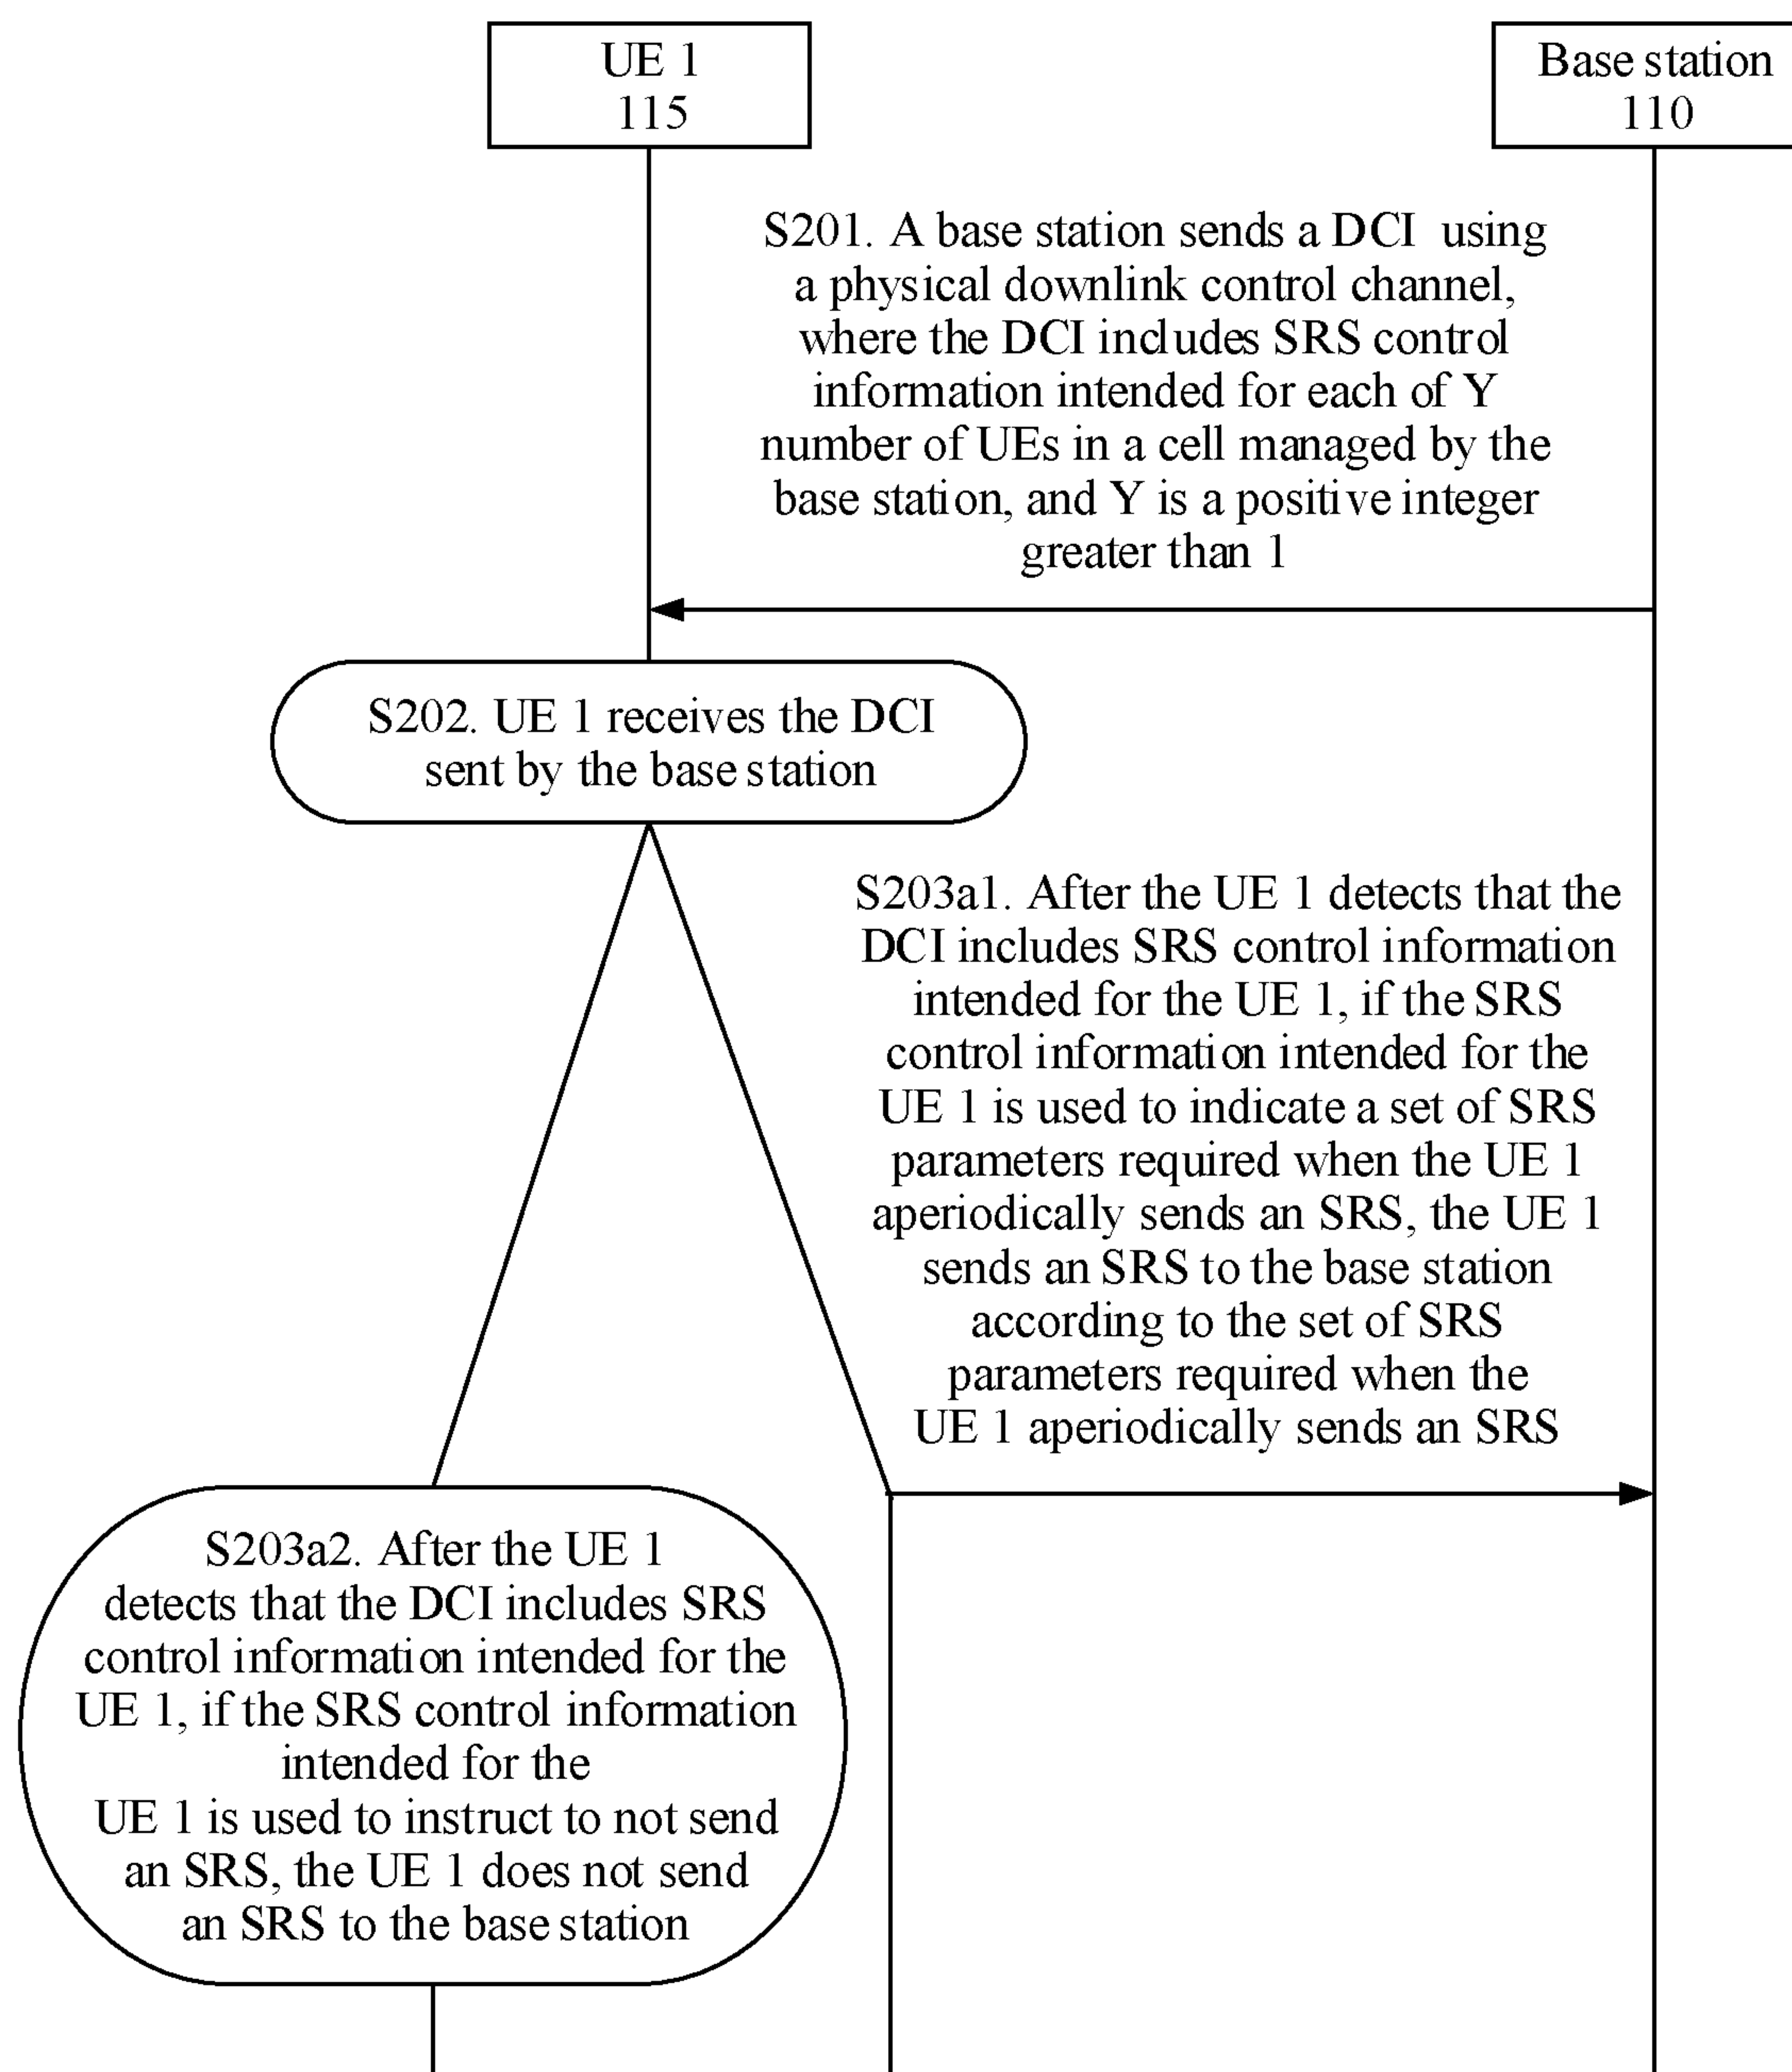 UE 1
115
Base station
110
S201. A base station sends a DCI using
a physical downlink control channel,
where the DCI includes SRS control
information intended for each of Y
number of UEs in a cell managed by the
base station, and Y is a positive integer
greater than 1
S202. UE 1 receives the DCI
sent by the base station
S203a1. After the UE 1 detects that the
DCI includes SRS control information
intended for the UE 1, if the SRS
control information intended for the
UE 1 is used to indicate a set of SRS
parameters required when the UE 1
aperiodically sends an SRS, the UE 1
sends an SRS to the base station
according to the set of SRS
parameters required when the
UE 1 aperiodically sends an SRS
S203a2. After the UE 1
detects that the DCI includes SRS
control information intended for the
UE 1, if the SRS control information
intended for the
UE 1 is used to instruct to not send
an SRS, the UE 1 does not send
an SRS to the base station